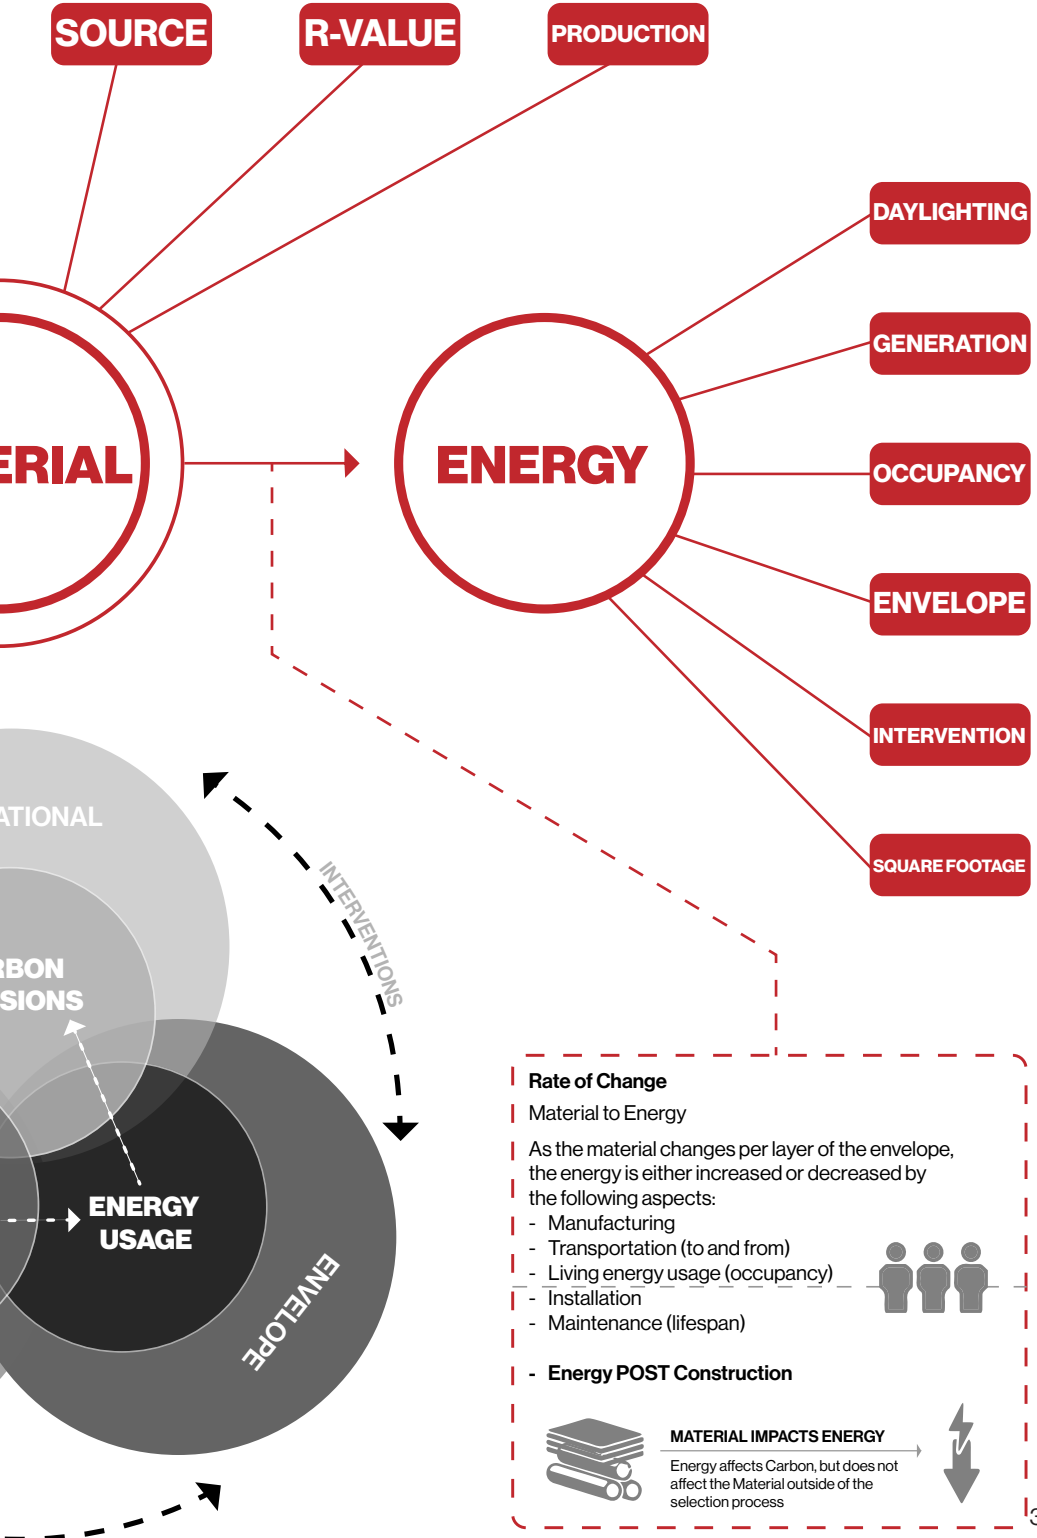 SOURCE
R-VALUE
PRODUCTION
DAYLIGHTING
GENERATION
ERIAL
ENERGY
OCCUPANCY
ENVELOPE
INTERVENTION
ATIONAL
SQUARE FOOTAGE
INTERVENTIONS
RBON
SIONS
ENERGY
USAGE
ENVELOPE
Rate of Change
Material to Energy
As the material changes per layer of the envelope,
the energy is either increased or decreased by
the following aspects:
- Manufacturing
- Transportation (to and from)
- Living energy usage (occupancy)
- Installation
- Maintenance (lifespan)
- Energy POST Construction
MATERIAL IMPACTS ENERGY
Energy affects Carbon, but does not
affect the Material outside of the
selection process
3